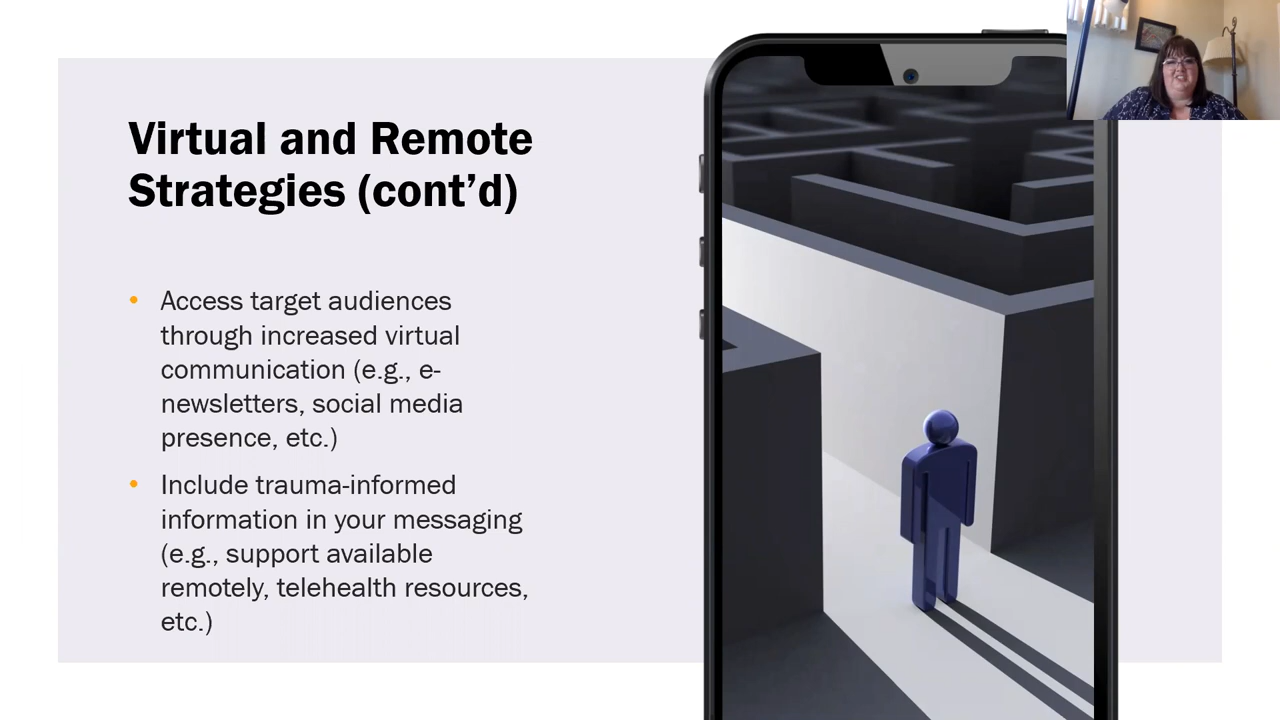 Virtual and Remote
Strategies (cont’d)
• Access target audiences
through increased virtual
communication (e.g., e-
newsletters, social media
presence, etc.)
• Include trauma-informed
information in your messaging
(e.g., support available
remotely, telehealth resources,
etc.)